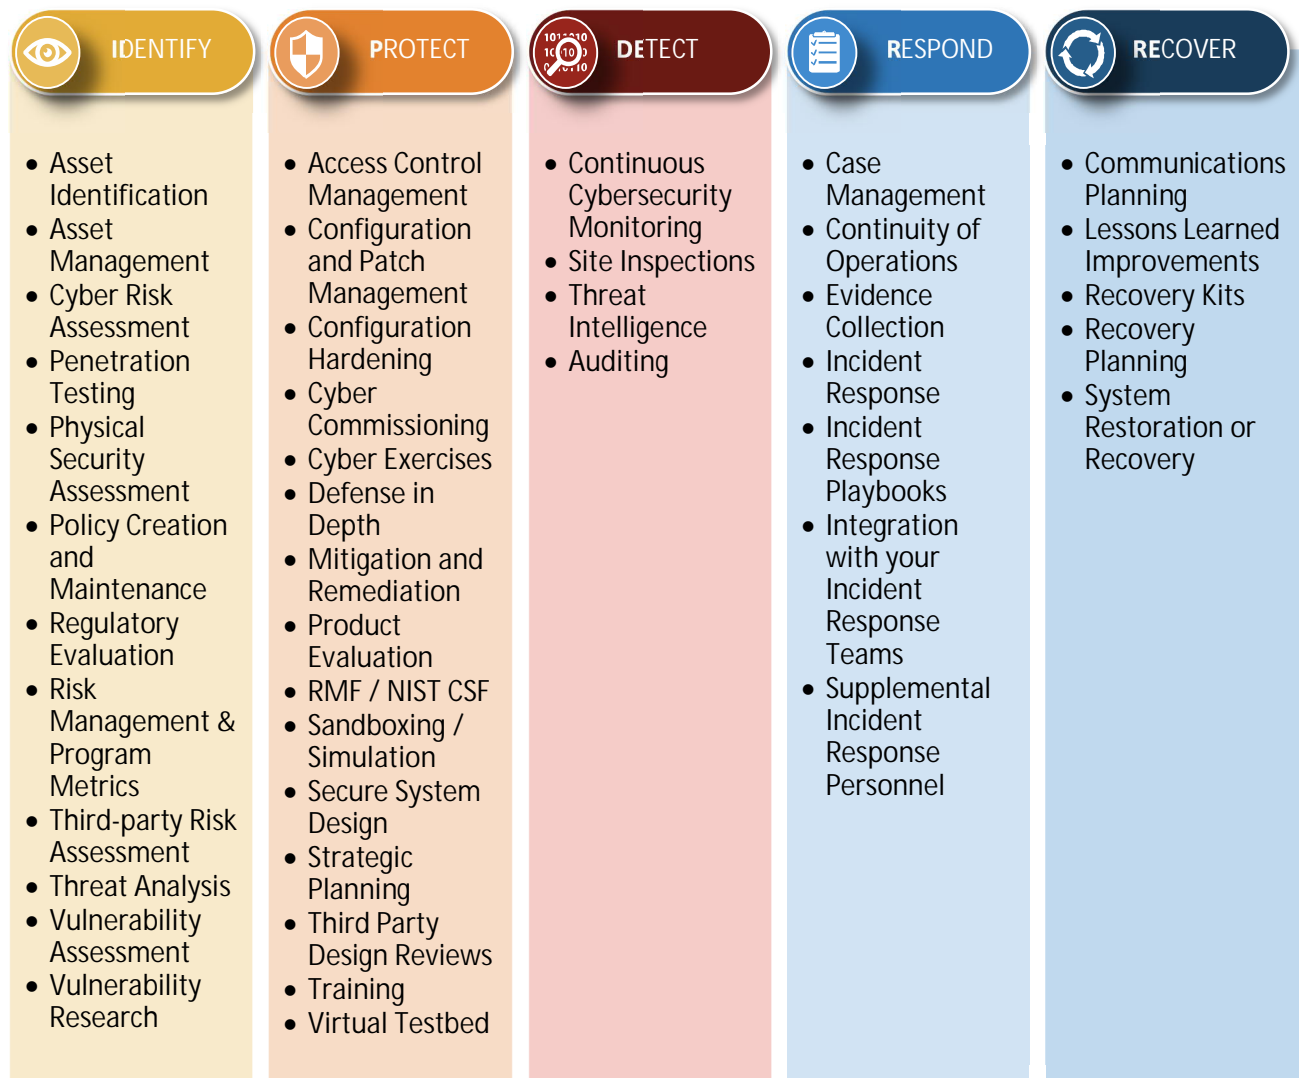 IDENTIFY
• Asset
Identification
• Asset
Management
• Cyber Risk
Assessment
• Penetration
Testing
• Physical
Security
Assessment
• Policy Creation
and
Maintenance
• Regulatory
Evaluation
• Risk
Management &
Program
Metrics
• Third-party Risk
Assessment
• Threat Analysis
• Vulnerability
Assessment
• Vulnerability
Research
PROTECT
• Access Control
Management
• Configuration
and Patch
Management
• Configuration
Hardening
• Cyber
Commissioning
• Cyber Exercises
• Defense in
Depth
• Mitigation and
Remediation
• Product
Evaluation
• RMF / NIST CSF
• Sandboxing /
Simulation
• Secure System
Design
• Strategic
Planning
• Third Party
Design Reviews
• Training
• Virtual Testbed
DETECT
• Continuous
Cybersecurity
Monitoring
• Site Inspections
• Threat
Intelligence
• Auditing
RESPOND
• Case
Management
• Continuity of
Operations
• Evidence
Collection
• Incident
Response
• Incident
Response
Playbooks
• Integration
with your
Incident
Response
Teams
• Supplemental
Incident
Response
Personnel
RECOVER
• Communications
Planning
• Lessons Learned
Improvements
• Recovery Kits
• Recovery
Planning
• System
Restoration or
Recovery